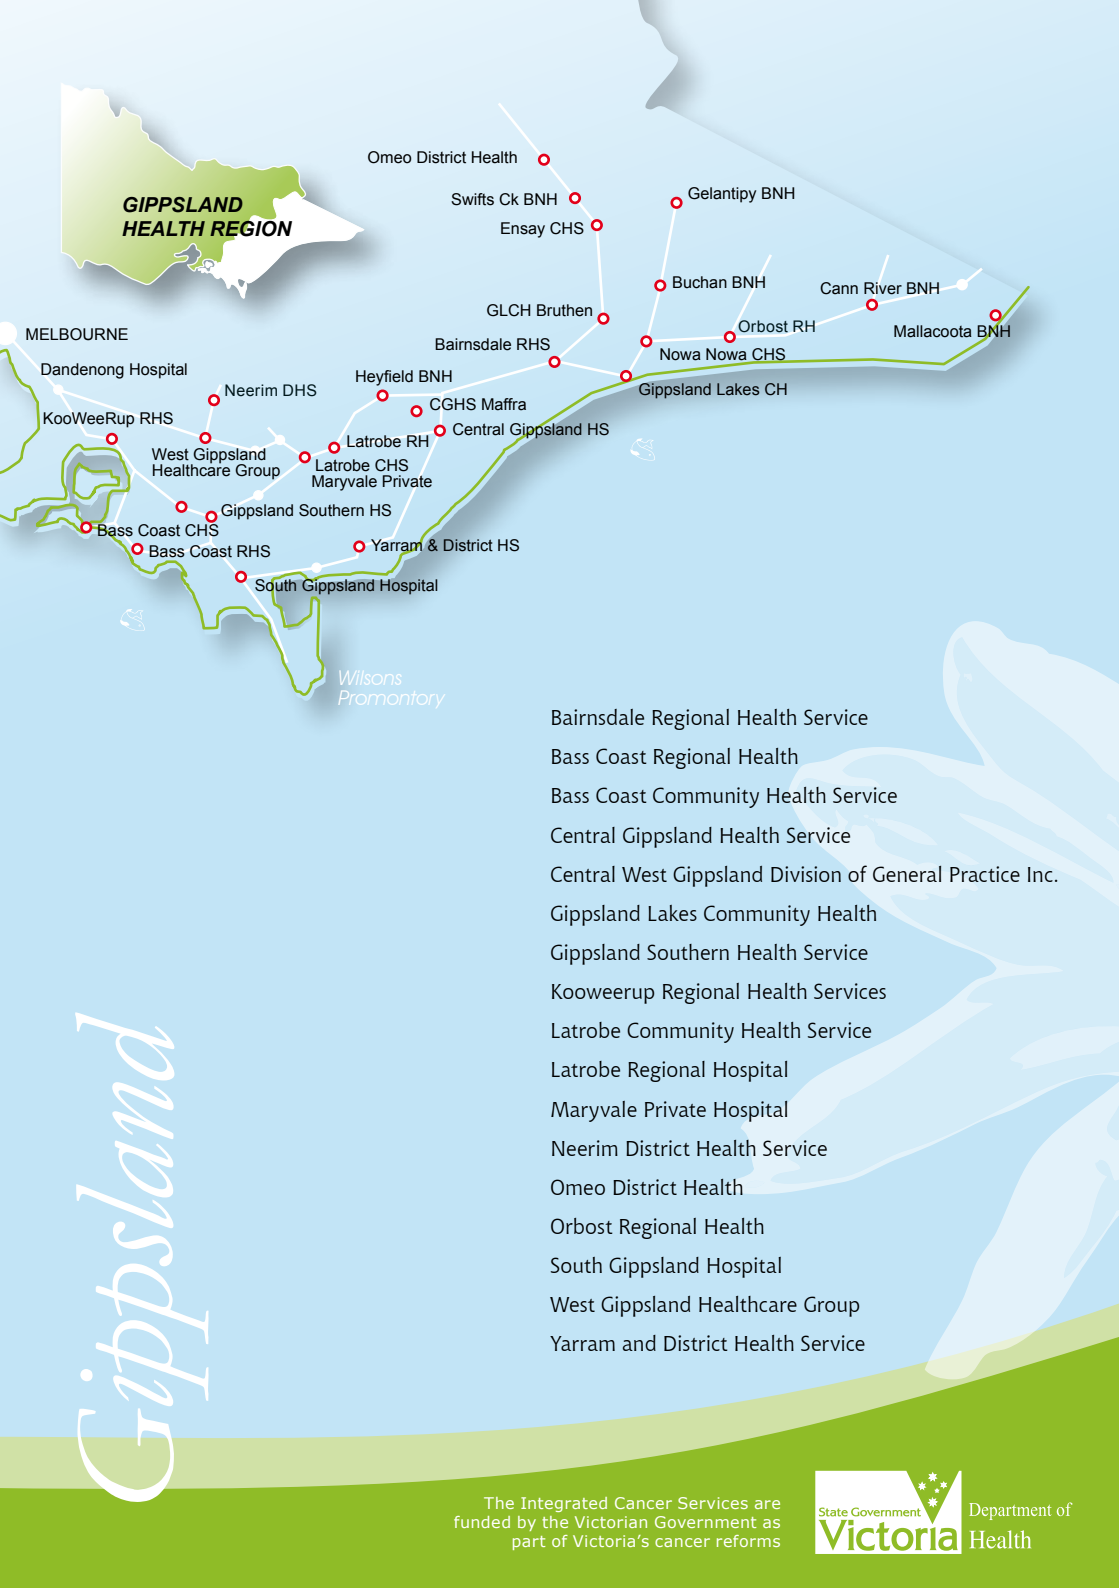 Omeo District Health
Swifts Ck BNH
Gelantipy BNH
GIPPSLAND
HEALTH REGION
Ensay CHS
Buchan BNH
Cann River BNH
GLCH Bruthen
Orbost RH
Mallacoota BNH
MELBOURNE
Bairnsdale RHS
Nowa Nowa CHS
Dandenong Hospital
Heyfield BNH
Gippsland Lakes CH
Neerim DHS
CGHS Maffra
KooWeeRup RHS
Central Gippsland HS
Latrobe RH
West Gippsland
Healthcare Group
Latrobe CHS
Maryvale Private
Gippsland Southern HS
Bass Coast CHS
Bass Coast RHS
Yarram & District HS
South Gippsland Hospital
Wilsons
Promontory
Bairnsdale Regional Health Service
Bass Coast Regional Health
Bass Coast Community Health Service
Central Gippsland Health Service
Central West Gippsland Division of General Practice Inc.
Gippsland Lakes Community Health
Gippsland Southern Health Service
Kooweerup Regional Health Services
Latrobe Community Health Service
Latrobe Regional Hospital
Maryvale Private Hospital
Neerim District Health Service
Omeo District Health
Orbost Regional Health
South Gippsland Hospital
West Gippsland Healthcare Group
Yarram and District Health Service
Gippsland
The Integrated Cancer Services are
funded by the Victorian Government as
part of Victoria's cancer reforms
State Government
Victoria
Department of
Health